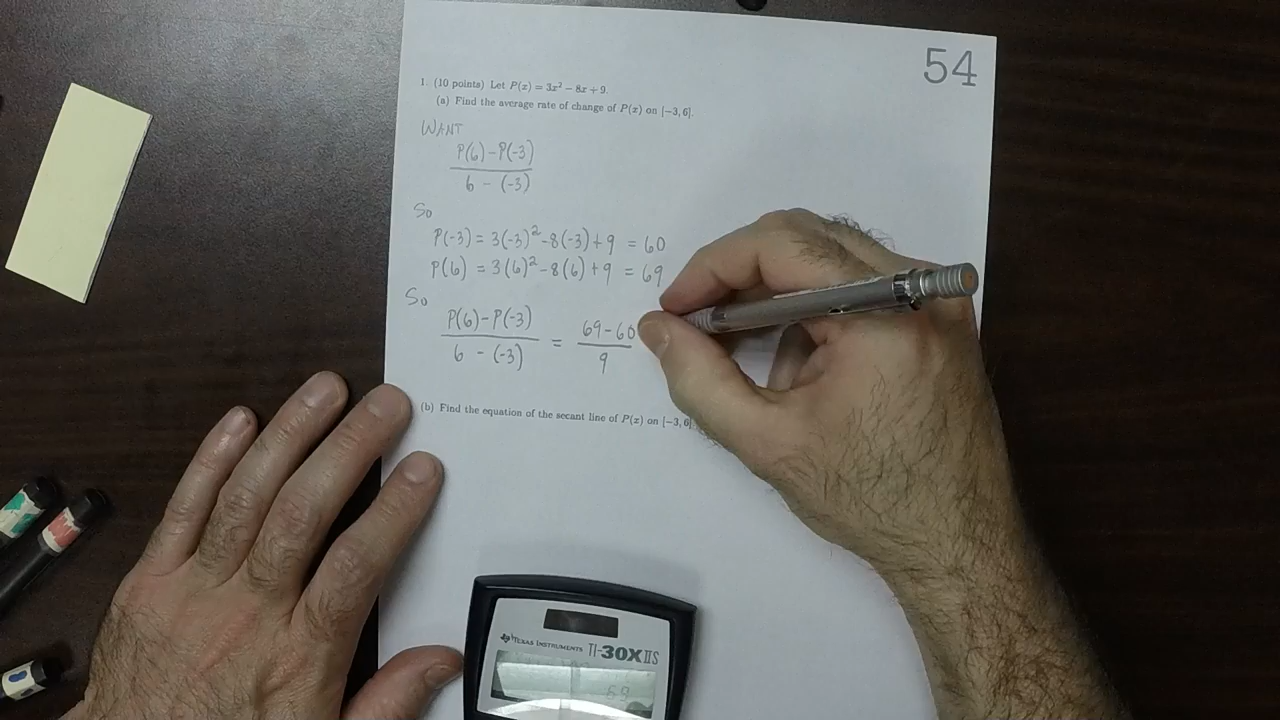 54
1. (10 points) Let P(x) = 3x² − 8x + 9.
(a) Find the average rate of change of P(x) on [−3, 6].
WANT
P(6) - P(-3)
6 - (-3)
So
P(-3) = 3(-3)² - 8(-3) + 9 = 60
P(6) = 3(6)² - 8(6) + 9 = 69
So
P(6) - P(-3) = 69 - 60
6 - (-3) 9
(b) Find the equation of the secant line of P(x) on [−3, 6]
TEXAS INSTRUMENTS TI-30X IIS
69